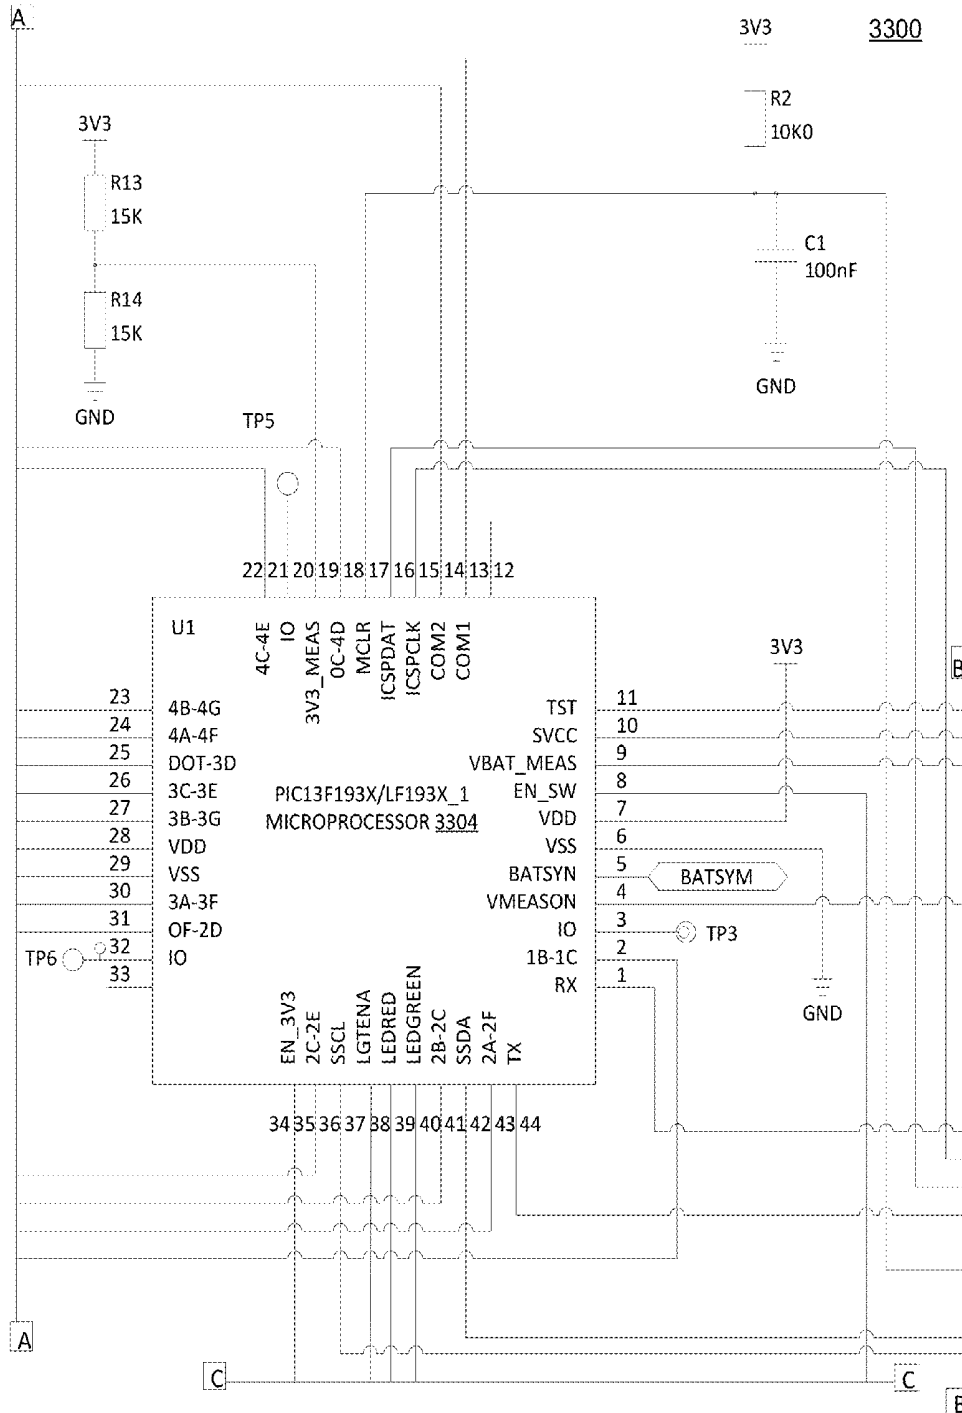 A
3V3
3300
R2
10K0
3V3
R13
15K
C1
100nF
R14
15K
GND
GND
TP5
22 21 20 19 18 17 16 15 14 13 12
U1
4C-4E
IO
3V3_MEAS
0C-4D
MCLR
ICSPDAT
ICSPCLK
COM2
COM1
3V3
B
23 4B-4G
24 4A-4F
25 DOT-3D
26 3C-3E
27 3B-3G
28 VDD
29 VSS
30 3A-3F
31 OF-2D
TP6 32 IO
33
PIC13F193X/LF193X_1
MICROPROCESSOR 3304
TST 11
SVCC 10
VBAT_MEAS 9
EN_SW 8
VDD 7
VSS 6
BATSYN 5 BATSYM
VMEASON 4
IO 3 TP3
1B-1C 2
RX 1
GND
EN_3V3
2C-2E
SSCL
LGTENA
LEDRED
LEDGREEN
2B-2C
SSDA
2A-2F
TX
34 35 36 37 38 39 40 41 42 43 44
A
C
C
B